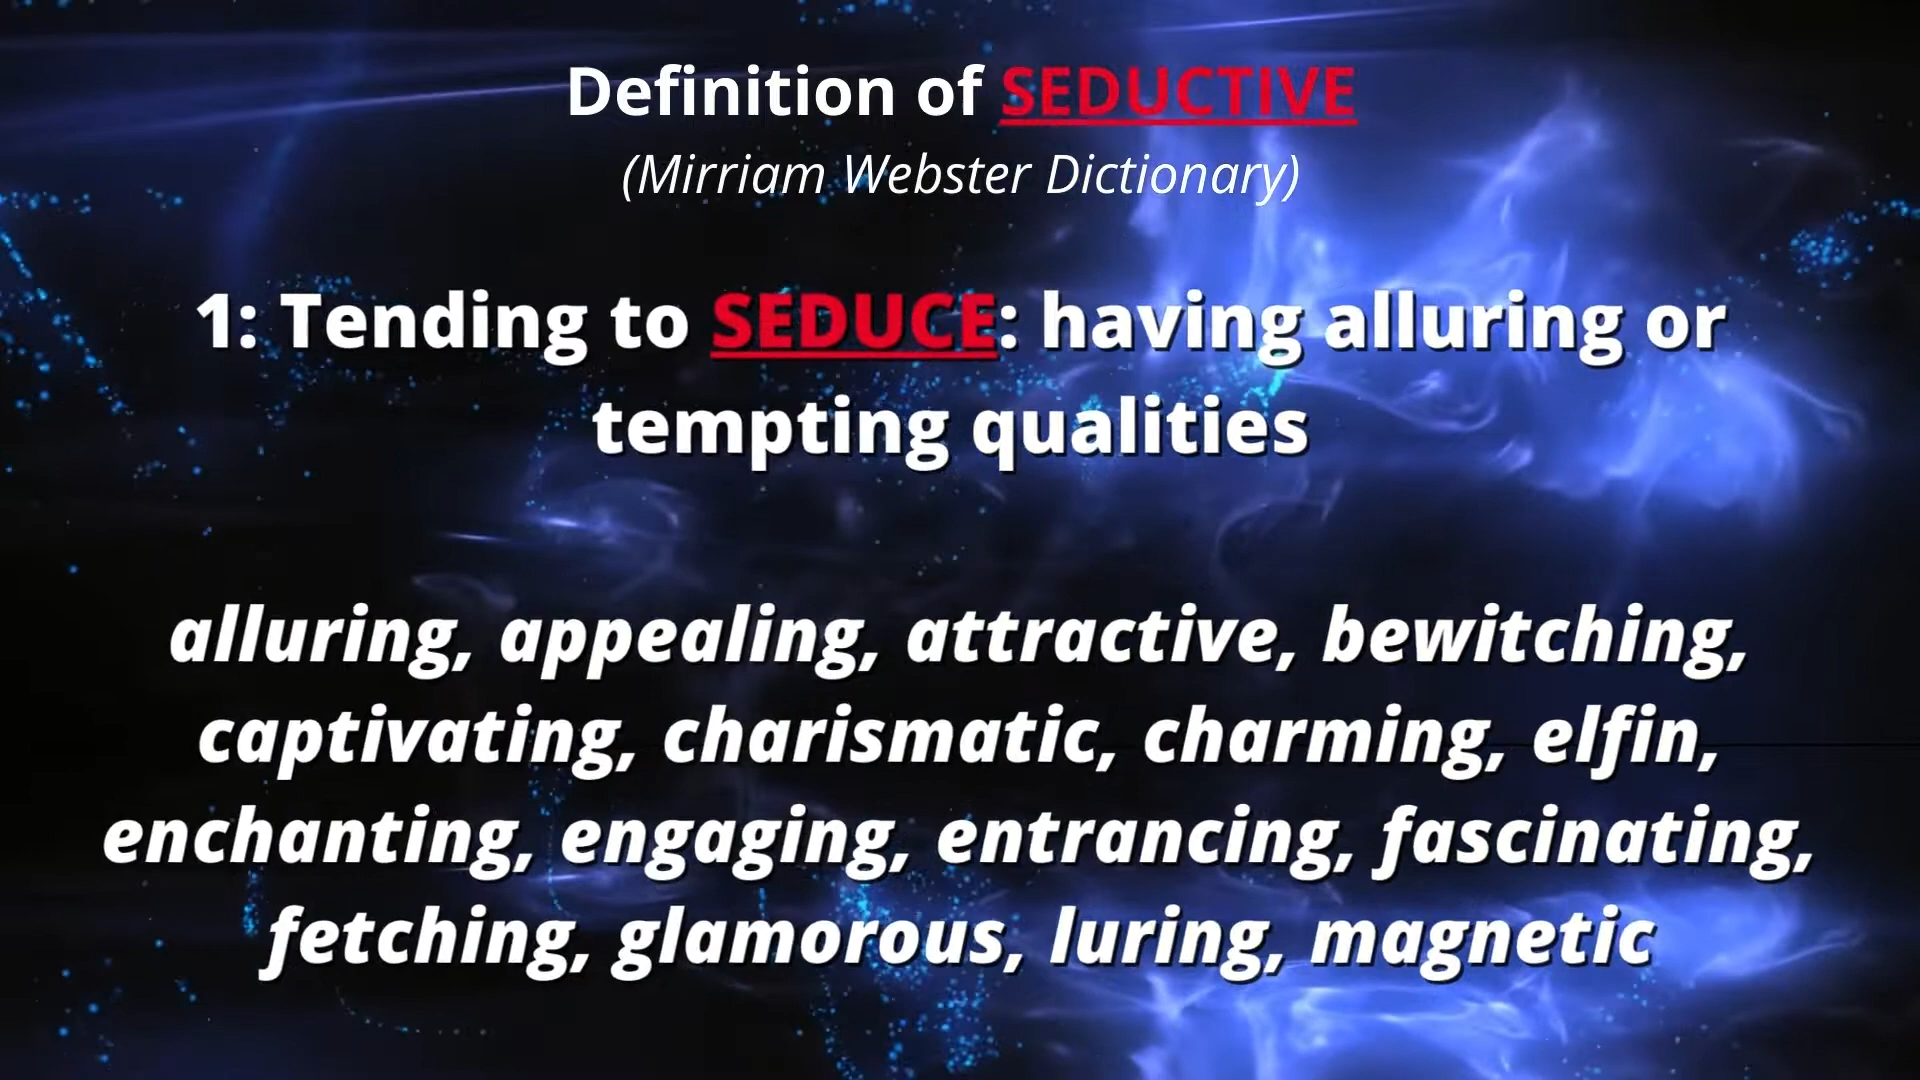 Definition of SEDUCTIVE
(Mirriam Webster Dictionary)
1: Tending to SEDUCE: having alluring or
tempting qualities
alluring, appealing, attractive, bewitching,
captivating, charismatic, charming, elfin,
enchanting, engaging, entrancing, fascinating,
fetching, glamorous, luring, magnetic